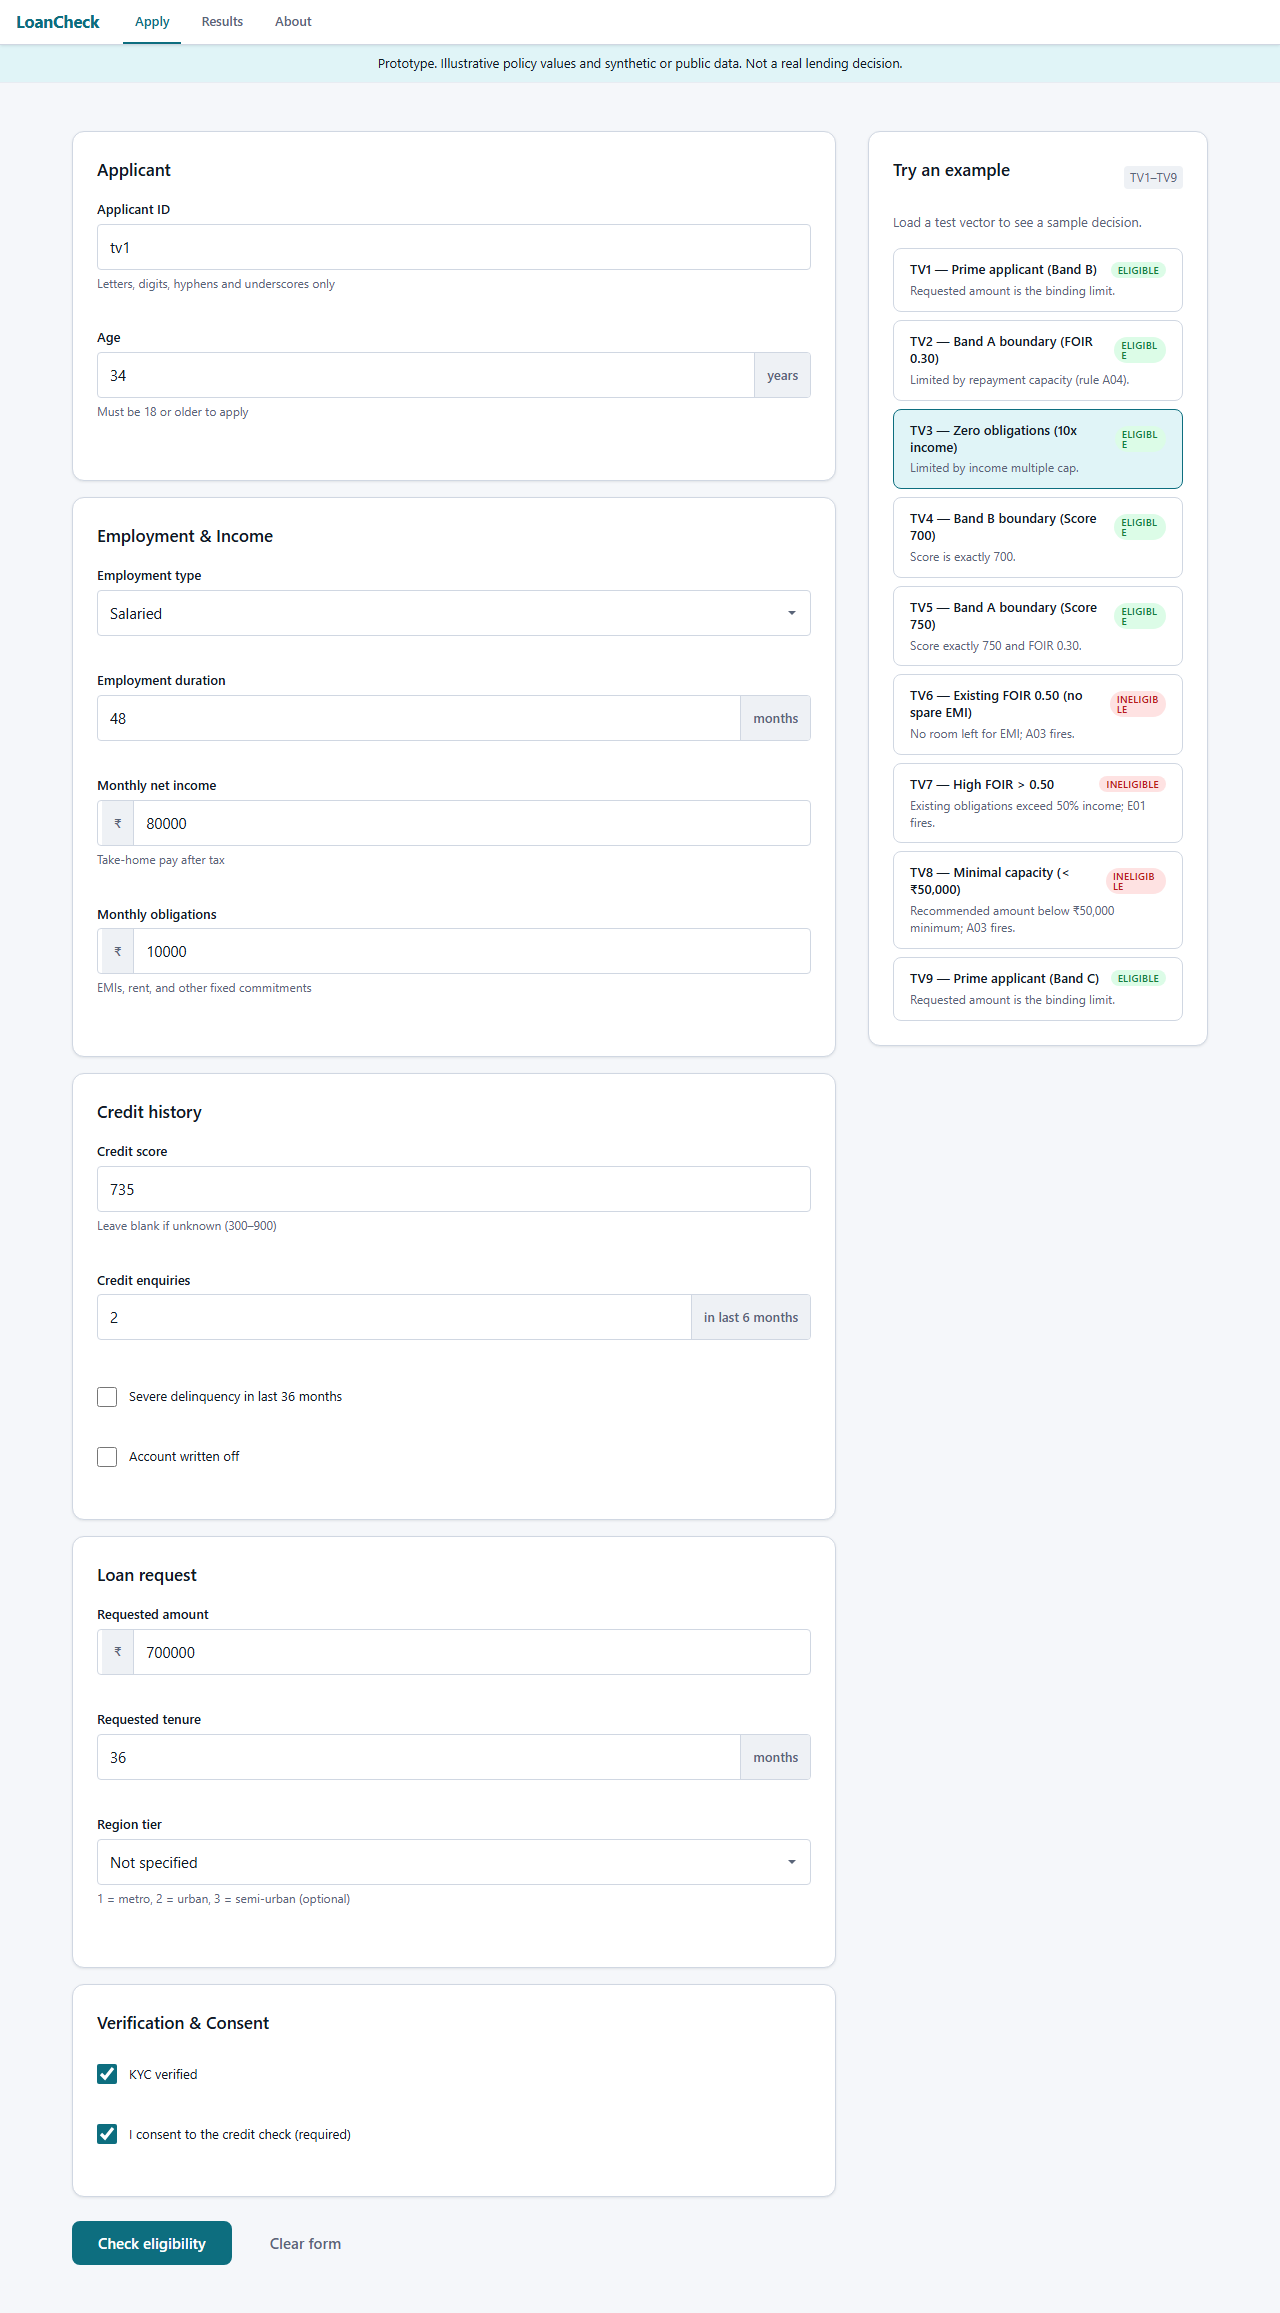 LoanCheck
Apply
Results
About
Prototype. Illustrative policy values and synthetic or public data. Not a real lending decision.
Applicant
Applicant ID
tv1
Letters, digits, hyphens and underscores only
Age
34
years
Must be 18 or older to apply
Employment & Income
Employment type
Salaried
Employment duration
48
months
Monthly net income
₹
80000
Take-home pay after tax
Monthly obligations
₹
10000
EMIs, rent, and other fixed commitments
Credit history
Credit score
735
Leave blank if unknown (300–900)
Credit enquiries
2
in last 6 months
Severe delinquency in last 36 months
Account written off
Loan request
Requested amount
₹
700000
Requested tenure
36
months
Region tier
Not specified
1 = metro, 2 = urban, 3 = semi-urban (optional)
Verification & Consent
KYC verified
I consent to the credit check (required)
Check eligibility
Clear form
Try an example
TV1–TV9
Load a test vector to see a sample decision.
TV1 — Prime applicant (Band B)
ELIGIBLE
Requested amount is the binding limit.
TV2 — Band A boundary (FOIR
0.30)
ELIGIBL
E
Limited by repayment capacity (rule A04).
TV3 — Zero obligations (10x
income)
ELIGIBL
E
Limited by income multiple cap.
TV4 — Band B boundary (Score
700)
ELIGIBL
E
Score is exactly 700.
TV5 — Band A boundary (Score
750)
ELIGIBL
E
Score exactly 750 and FOIR 0.30.
TV6 — Existing FOIR 0.50 (no
spare EMI)
INELIGIB
LE
No room left for EMI; A03 fires.
TV7 — High FOIR > 0.50
INELIGIBLE
Existing obligations exceed 50% income; E01
fires.
TV8 — Minimal capacity (<
₹50,000)
INELIGIB
LE
Recommended amount below ₹50,000
minimum; A03 fires.
TV9 — Prime applicant (Band C)
ELIGIBLE
Requested amount is the binding limit.